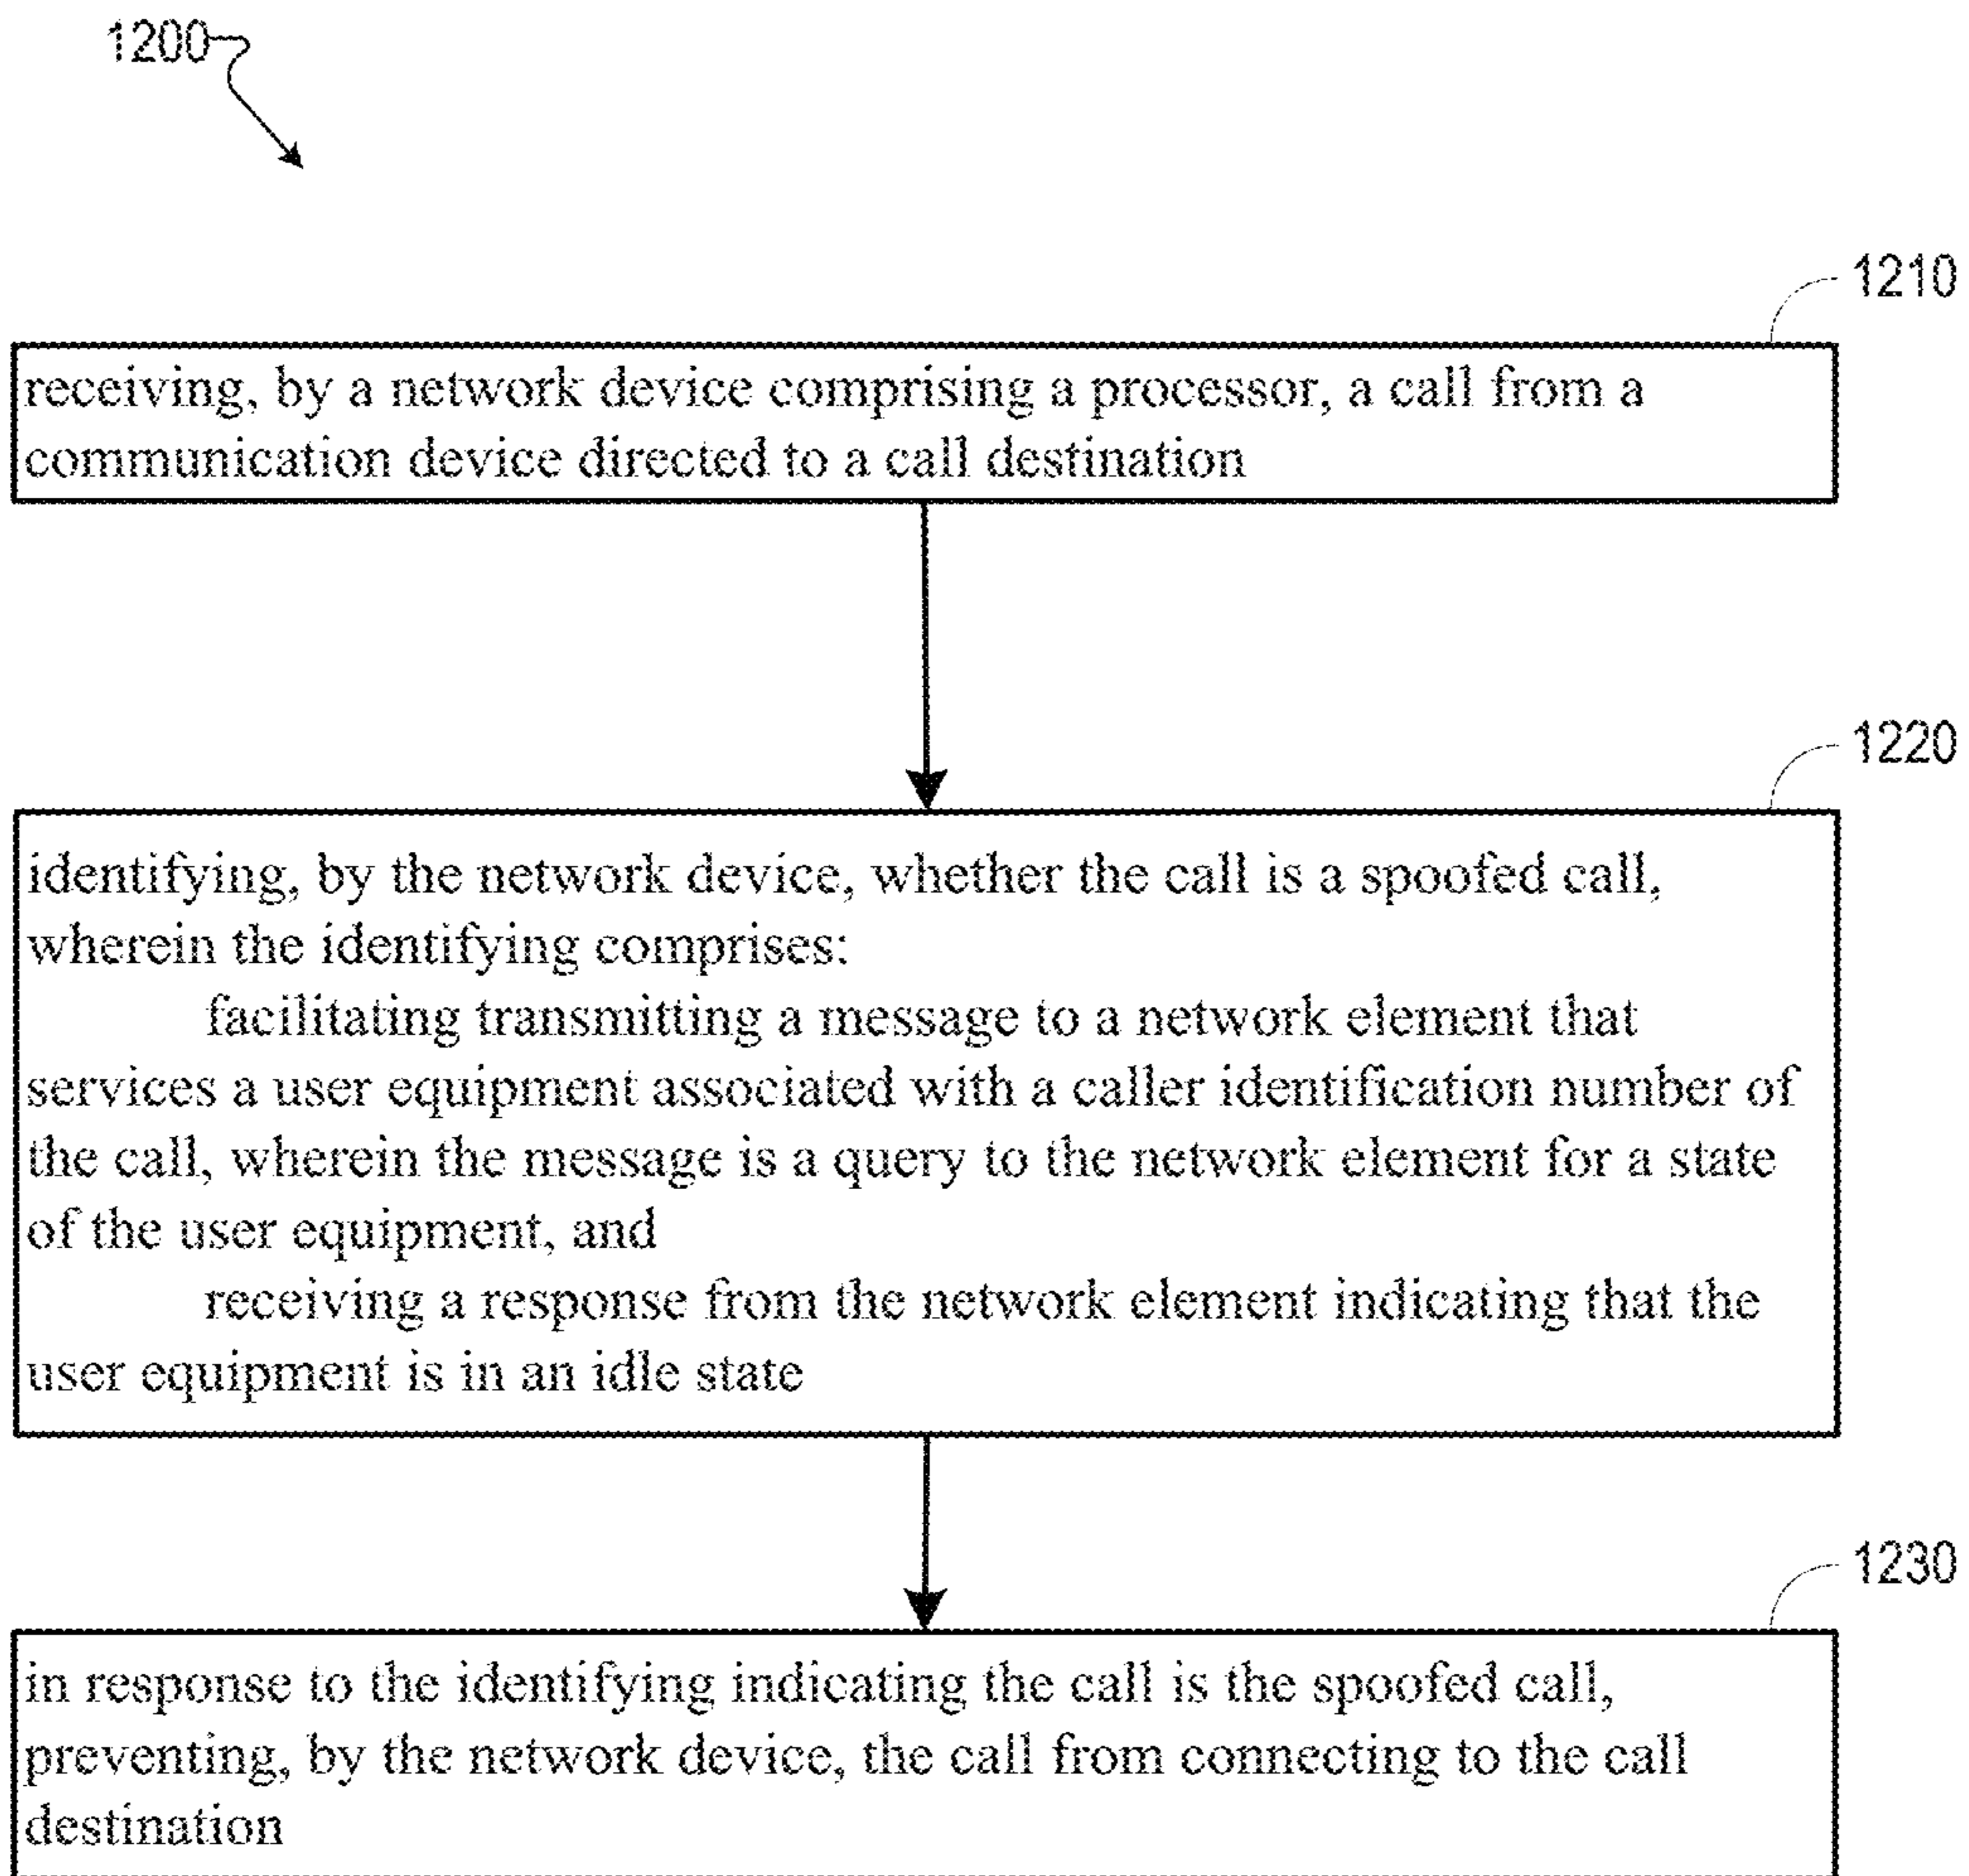 1200
1210
receiving, by a network device comprising a processor, a call from a
communication device directed to a call destination
1220
identifying, by the network device, whether the call is a spoofed call,
wherein the identifying comprises:
facilitating transmitting a message to a network element that
services a user equipment associated with a caller identification number of
the call, wherein the message is a query to the network element for a state
of the user equipment, and
receiving a response from the network element indicating that the
user equipment is in an idle state
1230
in response to the identifying indicating the call is the spoofed call,
preventing, by the network device, the call from connecting to the call
destination